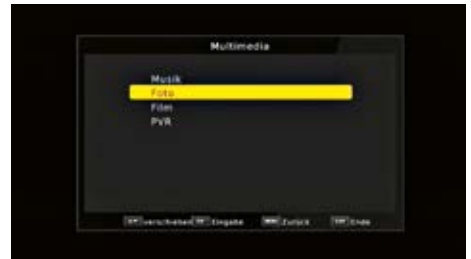 Multimedia
Musik
Foto
Film
PVR
verschieben Eingabe Zurück Ende